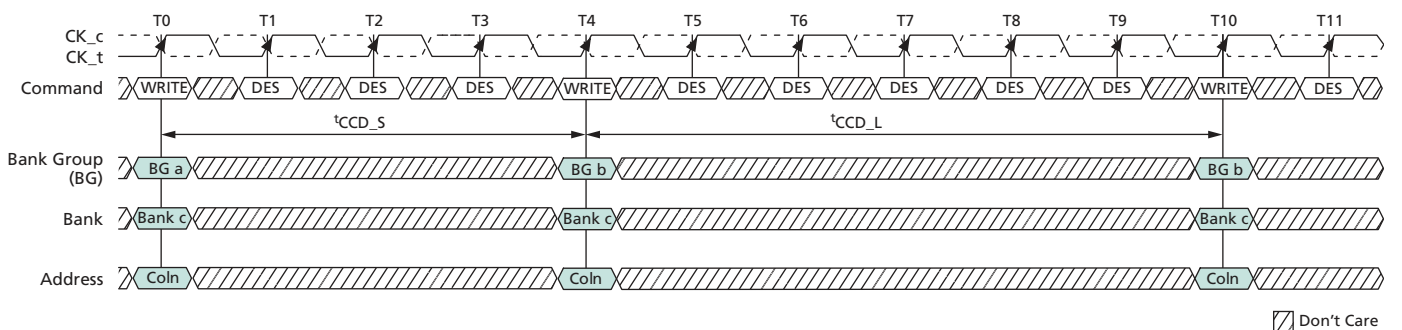 T0 T1 T2 T3 T4 T5 T6 T7 T8 T9 T10 T11
CK_c
CK_t
Command WRITE DES DES DES WRITE DES DES DES DES DES WRITE DES
tCCD_S tCCD_L
Bank Group
(BG)
BG a BG b BG b
Bank Bank c Bank c Bank c
Address Coln Coln Coln
Don't Care